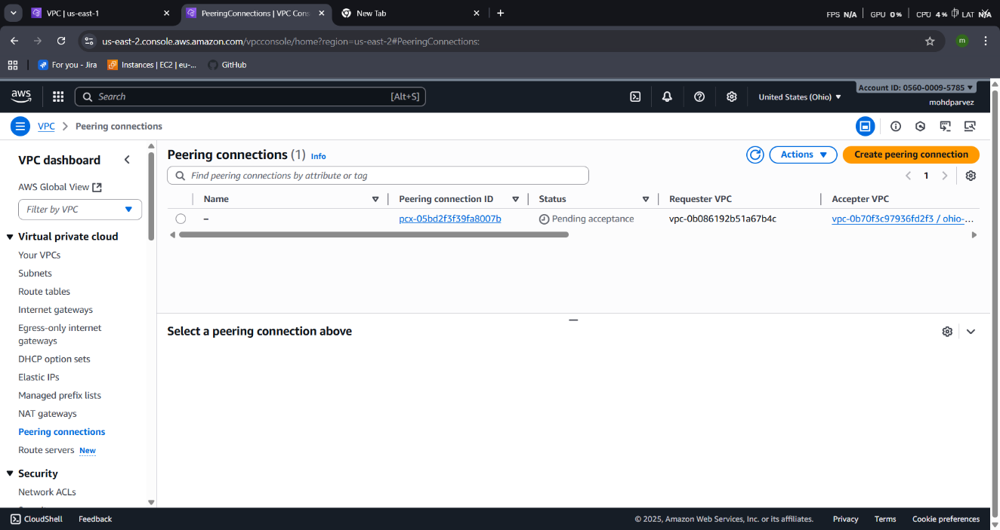 VPC | us-east-1
PeeringConnections | VPC Cons
New Tab
FPS N/A GPU 0% CPU 4% LAT N/A
us-east-2.console.aws.amazon.com/vpcconsole/home?region=us-east-2#PeeringConnections:
m
For you - Jira
Instances | EC2 | eu-...
GitHub
aws
Search [Alt+S]
United States (Ohio)
Account ID: 0560-0009-5785
mohdparvez
VPC > Peering connections
VPC dashboard
AWS Global View
Filter by VPC
Virtual private cloud
Your VPCs
Subnets
Route tables
Internet gateways
Egress-only internet
gateways
DHCP option sets
Elastic IPs
Managed prefix lists
NAT gateways
Peering connections
Route servers New
Security
Network ACLs
Peering connections (1) Info
Actions
Create peering connection
Find peering connections by attribute or tag
1
Name Peering connection ID Status Requester VPC Accepter VPC
– pcx-05bd2f3f39fa8007b Pending acceptance vpc-0b086192b51a67b4c vpc-0b70f3c97936fd2f3 / ohio-...
Select a peering connection above
CloudShell Feedback
© 2025, Amazon Web Services, Inc. or its affiliates. Privacy Terms Cookie preferences